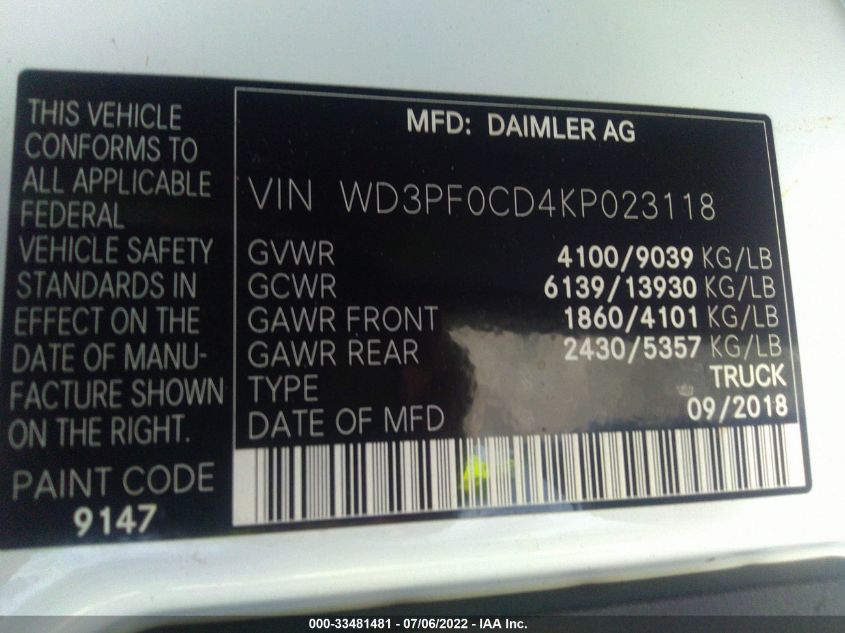 THIS VEHICLE
CONFORMS TO
ALL APPLICABLE
FEDERAL
VEHICLE SAFETY
STANDARDS IN
EFFECT ON THE
DATE OF MANU-
FACTURE SHOWN
ON THE RIGHT.
PAINT CODE
9147
MFD: DAIMLER AG
VIN WD3PF0CD4KP023118
GVWR 4100/9039 KG/LB
GCWR 6139/13930 KG/LB
GAWR FRONT 1860/4101 KG/LB
GAWR REAR 2430/5357 KG/LB
TYPE TRUCK
DATE OF MFD 09/2018
000-33481481 - 07/06/2022 - IAA Inc.